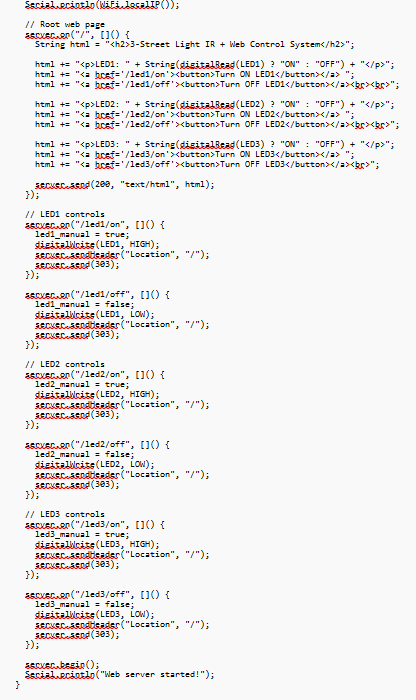 Serial.println(WiFi.localIP());

// Root web page
server.on("/", []() {
  String html = "<h2>3-Street Light IR + Web Control System</h2>";

  html += "<p>LED1: " + String(digitalRead(LED1) ? "ON" : "OFF") + "</p>";
  html += "<a href='/led1/on'><button>Turn ON LED1</button></a> ";
  html += "<a href='/led1/off'><button>Turn OFF LED1</button></a><br><br>";

  html += "<p>LED2: " + String(digitalRead(LED2) ? "ON" : "OFF") + "</p>";
  html += "<a href='/led2/on'><button>Turn ON LED2</button></a> ";
  html += "<a href='/led2/off'><button>Turn OFF LED2</button></a><br><br>";

  html += "<p>LED3: " + String(digitalRead(LED3) ? "ON" : "OFF") + "</p>";
  html += "<a href='/led3/on'><button>Turn ON LED3</button></a> ";
  html += "<a href='/led3/off'><button>Turn OFF LED3</button></a><br>";

  server.send(200, "text/html", html);
});

// LED1 controls
server.on("/led1/on", []() {
  led1_manual = true;
  digitalWrite(LED1, HIGH);
  server.sendHeader("Location", "/");
  server.send(303);
});

server.on("/led1/off", []() {
  led1_manual = false;
  digitalWrite(LED1, LOW);
  server.sendHeader("Location", "/");
  server.send(303);
});

// LED2 controls
server.on("/led2/on", []() {
  led2_manual = true;
  digitalWrite(LED2, HIGH);
  server.sendHeader("Location", "/");
  server.send(303);
});

server.on("/led2/off", []() {
  led2_manual = false;
  digitalWrite(LED2, LOW);
  server.sendHeader("Location", "/");
  server.send(303);
});

// LED3 controls
server.on("/led3/on", []() {
  led3_manual = true;
  digitalWrite(LED3, HIGH);
  server.sendHeader("Location", "/");
  server.send(303);
});

server.on("/led3/off", []() {
  led3_manual = false;
  digitalWrite(LED3, LOW);
  server.sendHeader("Location", "/");
  server.send(303);
});

server.begin();
Serial.println("Web server started!");
}